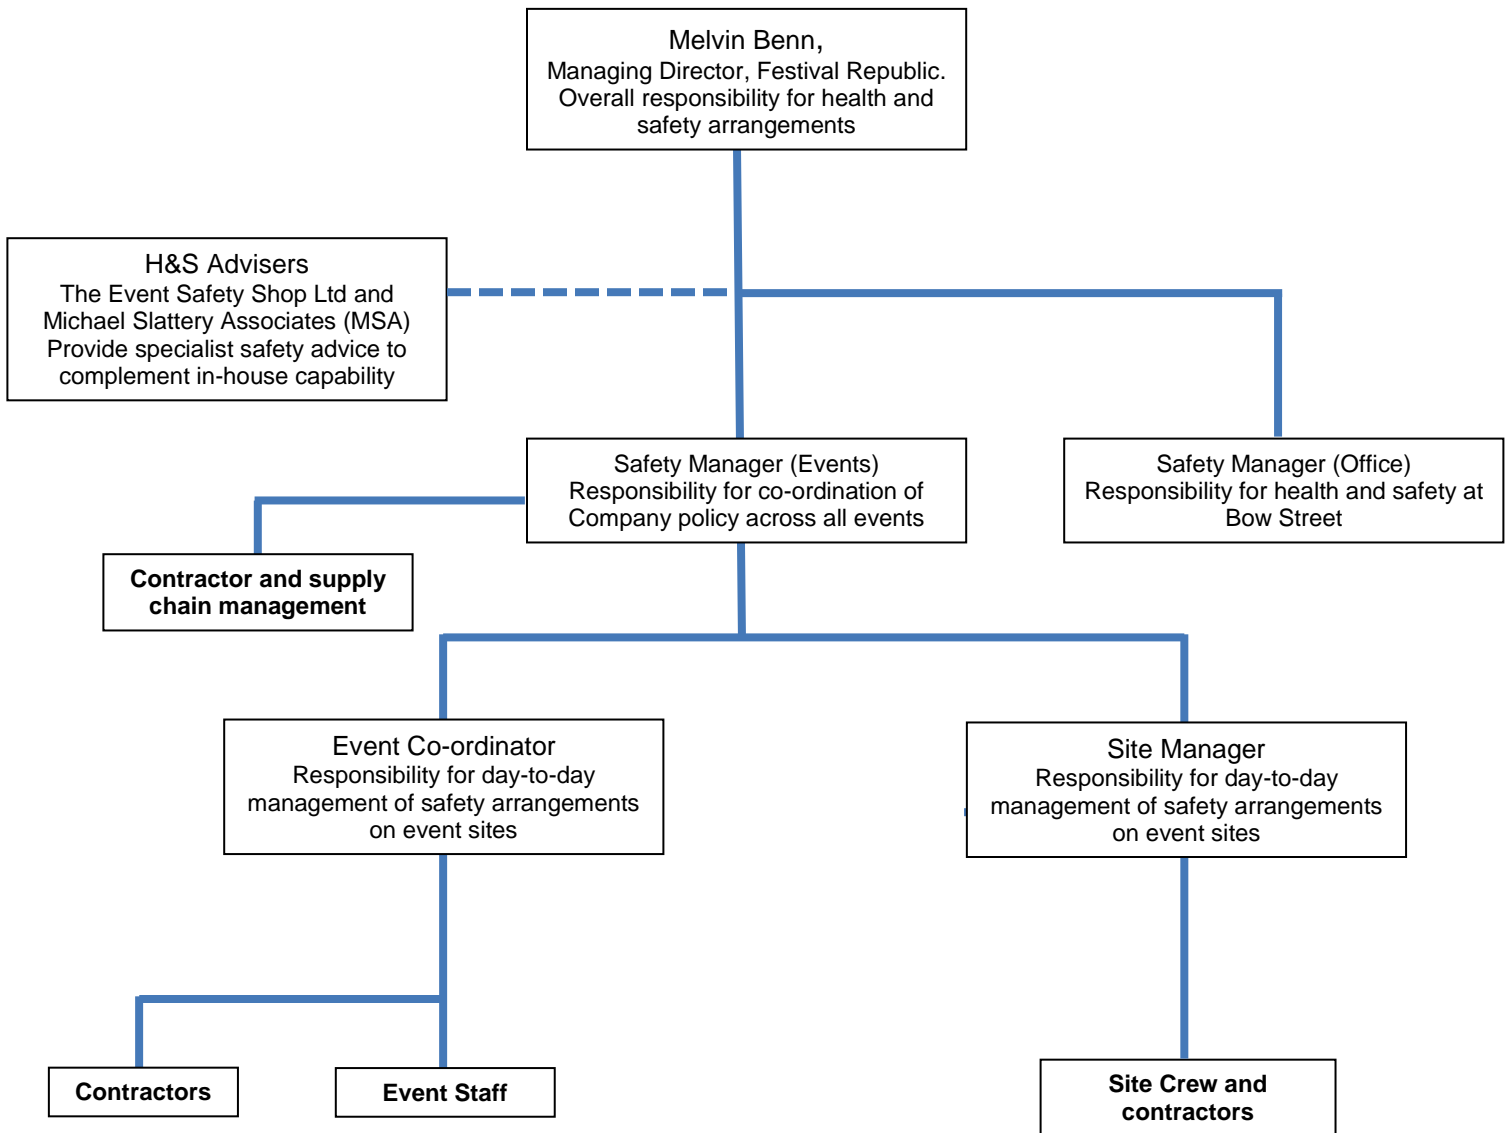 Melvin Benn,
Managing Director, Festival Republic.
Overall responsibility for health and
safety arrangements
H&S Advisers
The Event Safety Shop Ltd and
Michael Slattery Associates (MSA)
Provide specialist safety advice to
complement in-house capability
Safety Manager (Events)
Responsibility for co-ordination of
Company policy across all events
Safety Manager (Office)
Responsibility for health and safety at
Bow Street
Contractor and supply
chain management
Event Co-ordinator
Responsibility for day-to-day
management of safety arrangements
on event sites
Site Manager
Responsibility for day-to-day
management of safety arrangements
on event sites
Contractors
Event Staff
Site Crew and
contractors